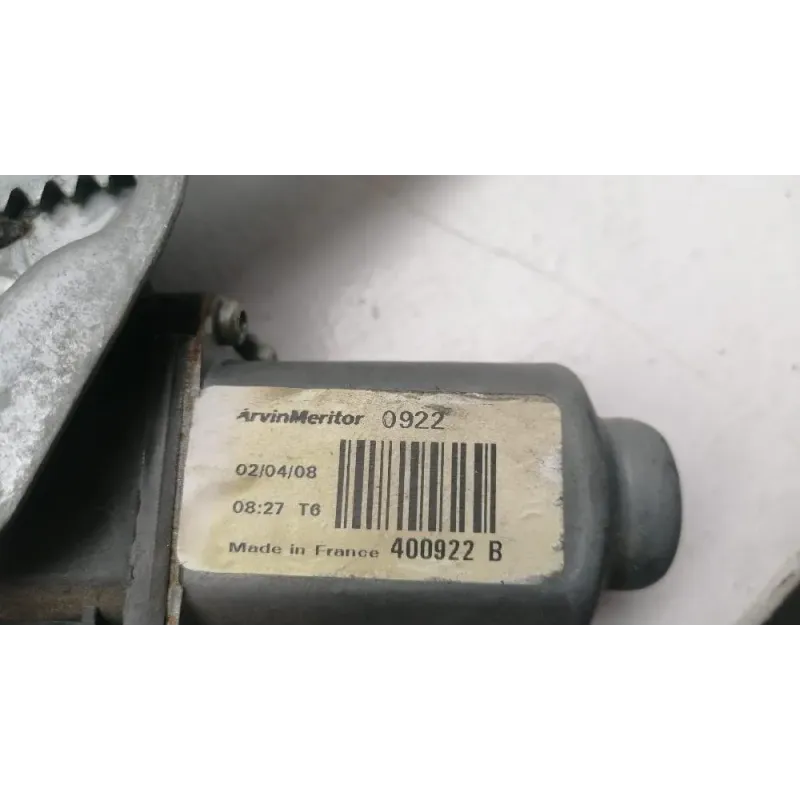 ArvinMeritor 0922
02/04/08
08:27 T6
Made in France 400922 B